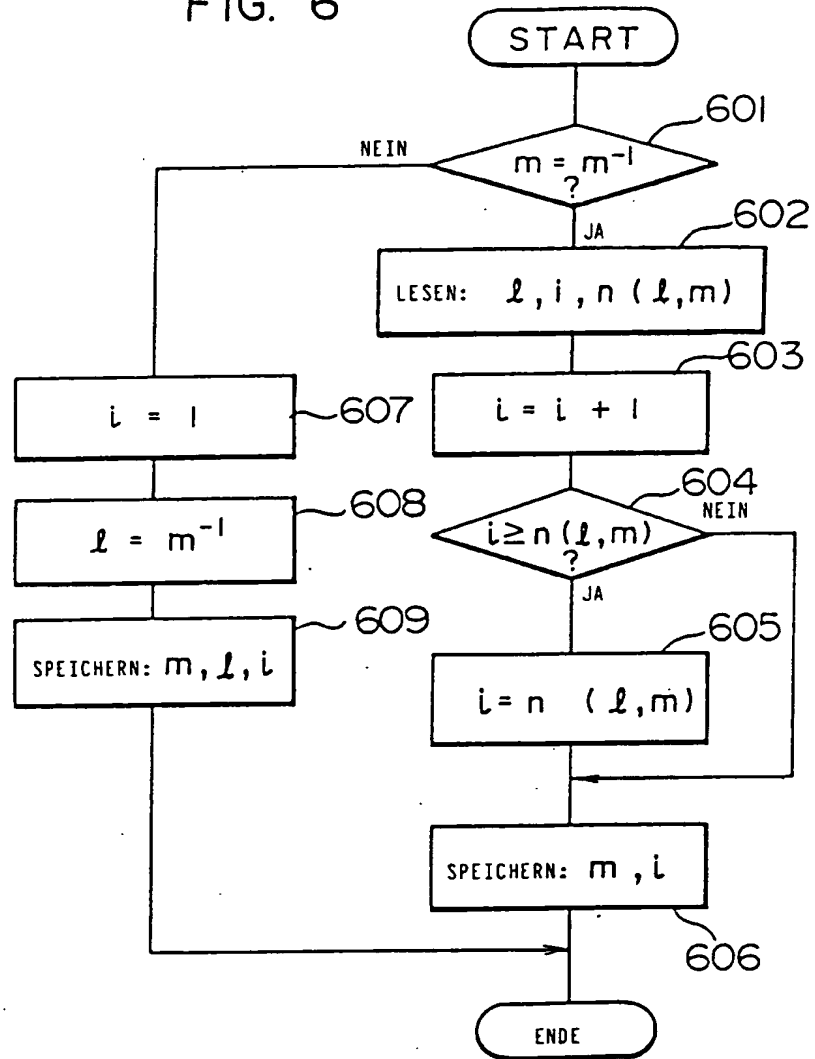 FIG. 6
START
601
m = m⁻¹
?
NEIN
JA
602
LESEN: ℓ, i, n (ℓ,m)
603
i = i + 1
604
i ≥ n (ℓ,m)
?
NEIN
JA
605
i = n (ℓ,m)
SPEICHERN: m, i
606
i = 1
607
ℓ = m⁻¹
608
SPEICHERN: m, ℓ, i
609
ENDE